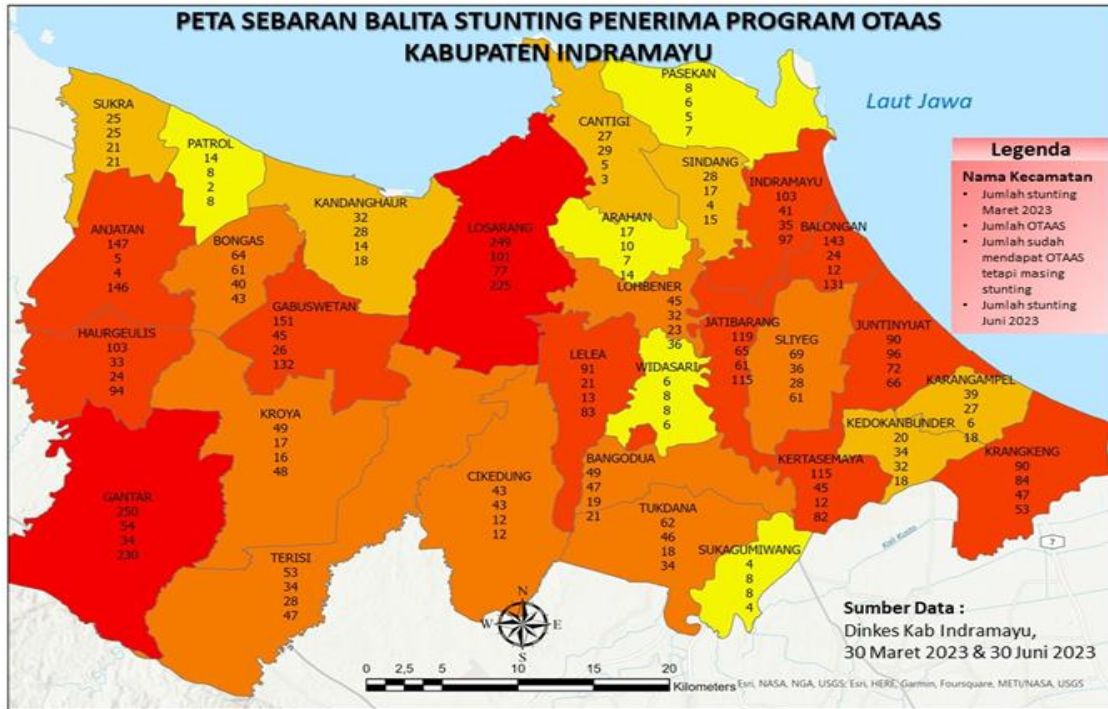 PETA SEBARAN BALITA STUNTING PENERIMA PROGRAM OTAAS
KABUPATEN INDRAMAYU
Laut Jawa
SUKRA
25
25
21
21
PATROL
14
8
2
8
ANJATAN
147
5
4
146
BONGAS
64
61
40
43
KANDANGHAUR
32
28
14
18
HAURGEULIS
103
33
24
94
GABUSWETAN
151
45
26
132
LOSARANG
249
101
77
225
CANTIGI
27
29
5
3
PASEKAN
8
6
5
7
SINDANG
28
17
4
15
ARAHAN
17
10
7
14
INDRAMAYU
103
41
35
97
BALONGAN
143
24
12
131
LOHBENER
45
32
23
36
JATIBARANG
119
65
61
115
SLIYEG
69
36
28
61
JUNTINYUAT
90
96
72
66
LELEA
91
21
13
83
WIDASARI
6
8
8
6
KARANGAMPEL
39
27
6
18
KEDOKANBUNDER
20
34
32
18
KRANGKENG
90
84
47
53
KROYA
49
17
16
48
CIKEDUNG
43
43
12
12
BANGODUA
49
47
19
21
KERTASEMAYA
115
45
12
82
TUKDANA
62
46
18
34
SUKAGUMIWANG
4
8
8
4
GANTAR
250
54
34
230
TERISI
53
34
28
47
Legenda
Nama Kecamatan
• Jumlah stunting
Maret 2023
• Jumlah OTAAS
• Jumlah sudah
mendapat OTAAS
tetapi masing
stunting
• Jumlah stunting
Juni 2023
7
N
W E
S
0 2,5 5 10 15 20
Kilometers
Sumber Data :
Dinkes Kab Indramayu,
30 Maret 2023 & 30 Juni 2023
Esri, NASA, NGA, USGS; Esri, HERE, Garmin, Foursquare, METI/NASA, USGS